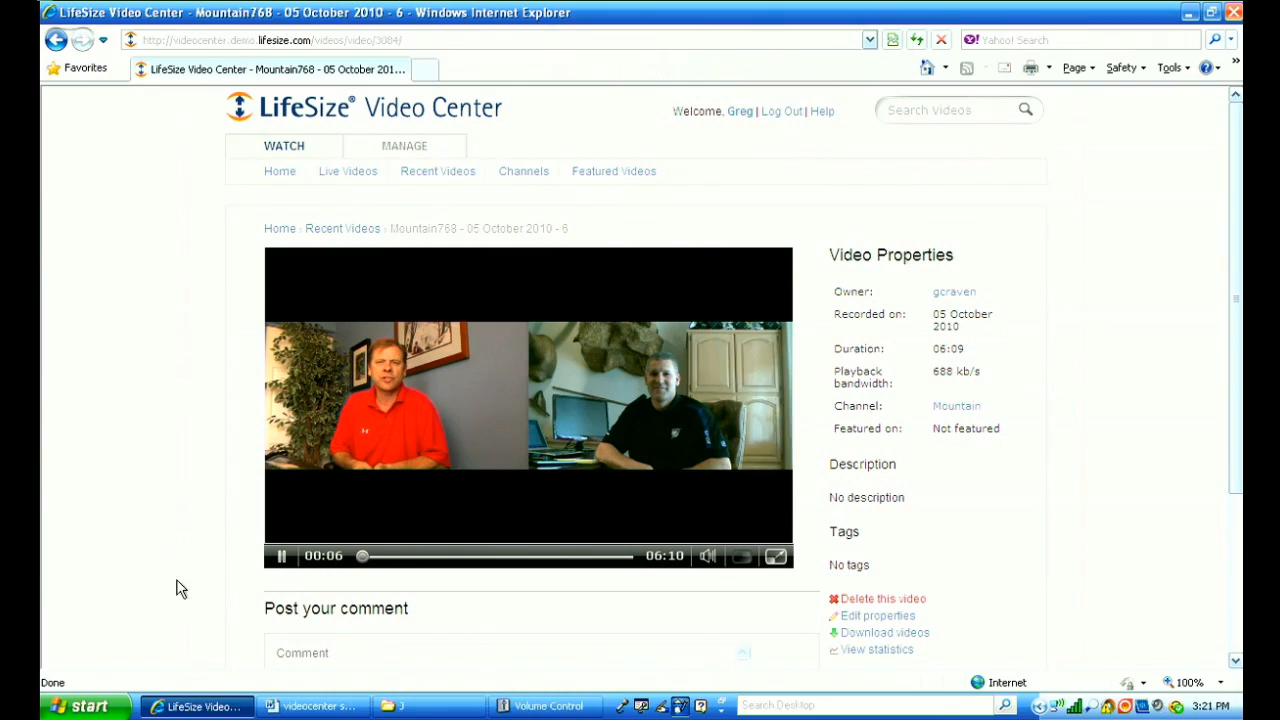 LifeSize Video Center - Mountain768 - 05 October 2010 - 6 - Windows Internet Explorer
http://videocenter.demo.lifesize.com/videos/video/3084/
Yahoo! Search
Favorites
LifeSize Video Center - Mountain768 - 05 October 201...
Page
Safety
Tools
LifeSize® Video Center
Welcome, Greg | Log Out | Help
Search Videos
WATCH
MANAGE
Home
Live Videos
Recent Videos
Channels
Featured Videos
Home › Recent Videos › Mountain768 - 05 October 2010 - 6
Video Properties
Owner: gcraven
Recorded on: 05 October
2010
Duration: 06:09
Playback
bandwidth: 688 kb/s
Channel: Mountain
Featured on: Not featured
Description
No description
Tags
No tags
00:06
06:10
Delete this video
Edit properties
Download videos
View statistics
Post your comment
Comment
Done
Internet
100%
start
LifeSize Video...
videocenter s...
J
Volume Control
Search Desktop
3:21 PM